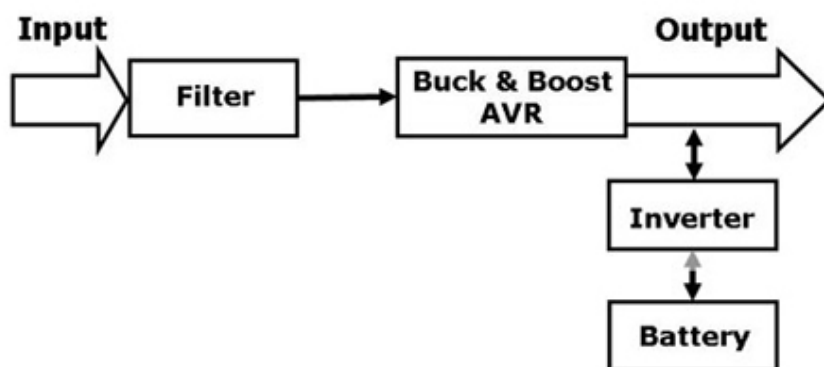 Input
Output
Filter
Buck & Boost
AVR
Inverter
Battery